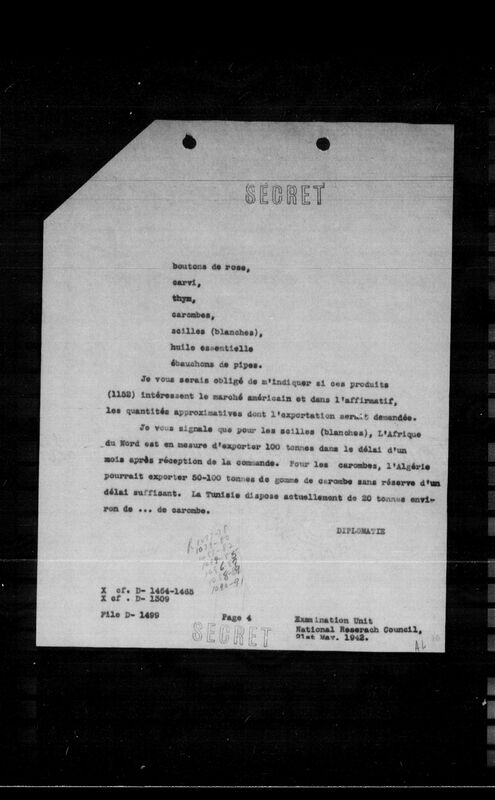 SECRET
boutons de rose,
carvi,
thym,
carombes,
scilles (blanches),
huile essentielle
ébauchons de pipes.
Je vous serais obligé de m'indiquer si ces produits
(1152) intéressent le marché américain et dans l'affirmatif,
les quantités approximatives dont l'exportation serait demandée.
Je vous signale que pour les scilles (blanches), L'Afrique
du Nord est en mesure d'exporter 100 tonnes dans le délai d'un
mois après réception de la commande. Pour les carombes, l'Algérie
pourrait exporter 50-100 tonnes de gomme de carombe sans réserve d'un
délai suffisant. La Tunisie dispose actuellement de 20 tonnes envi-
ron de ... de carombe.
DIPLOMATIE
X cf. D- 1464-1465
X cf . D- 1309
File D- 1499
Page 4
SECRET
Examination Unit
National Reserach Council,
21st May. 1942.
AL